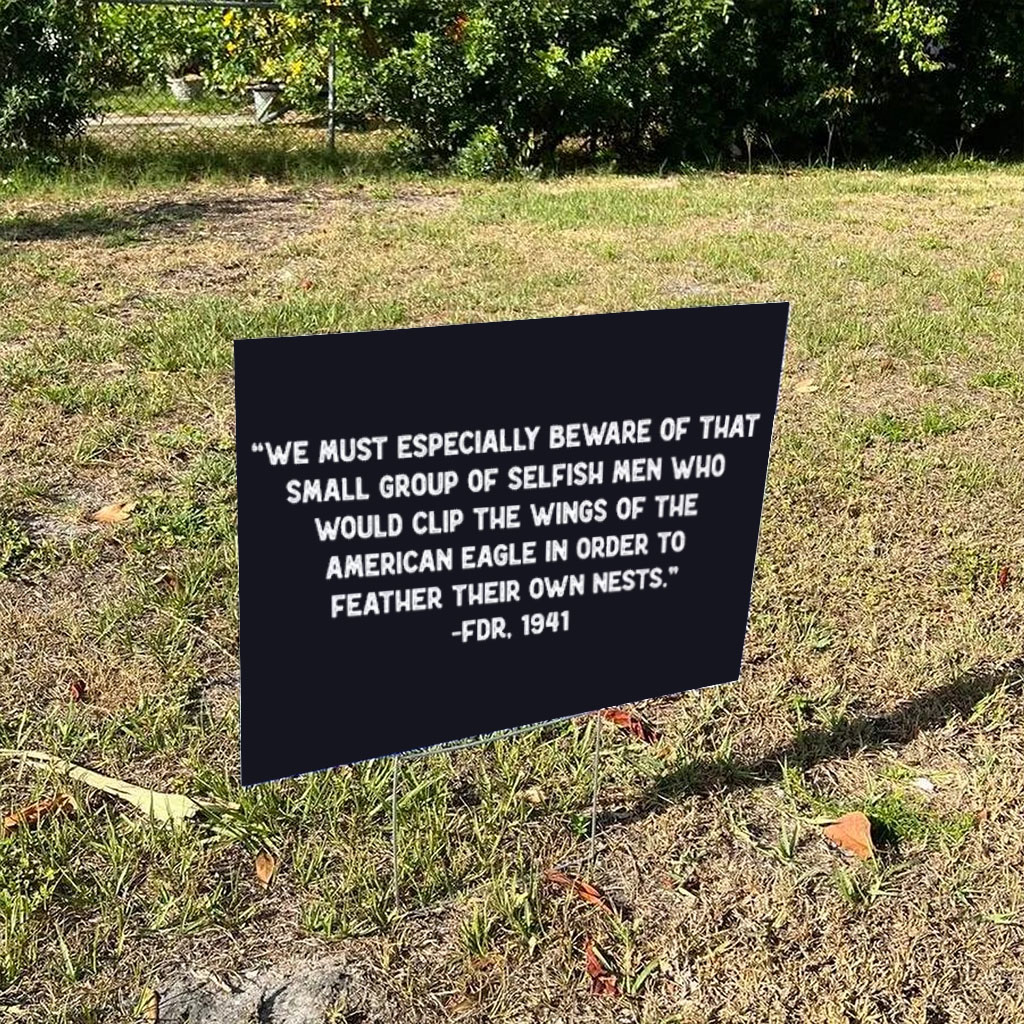 “WE MUST ESPECIALLY BEWARE OF THAT
SMALL GROUP OF SELFISH MEN WHO
WOULD CLIP THE WINGS OF THE
AMERICAN EAGLE IN ORDER TO
FEATHER THEIR OWN NESTS.”
-FDR, 1941